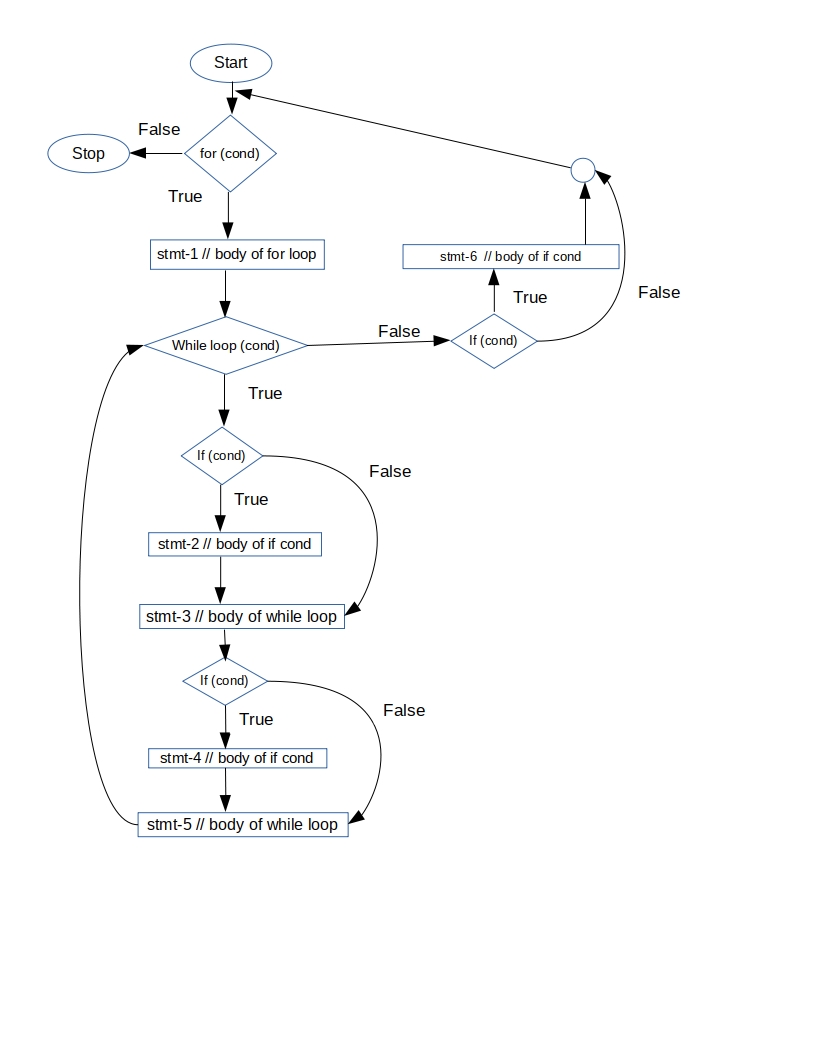 Start
False
Stop
for (cond)
True
stmt-1 // body of for loop
stmt-6  // body of if cond
True
False
False
While loop (cond)
If (cond)
True
If (cond)
False
True
stmt-2 // body of if cond
stmt-3 // body of while loop
If (cond)
False
True
stmt-4 // body of if cond
stmt-5 // body of while loop